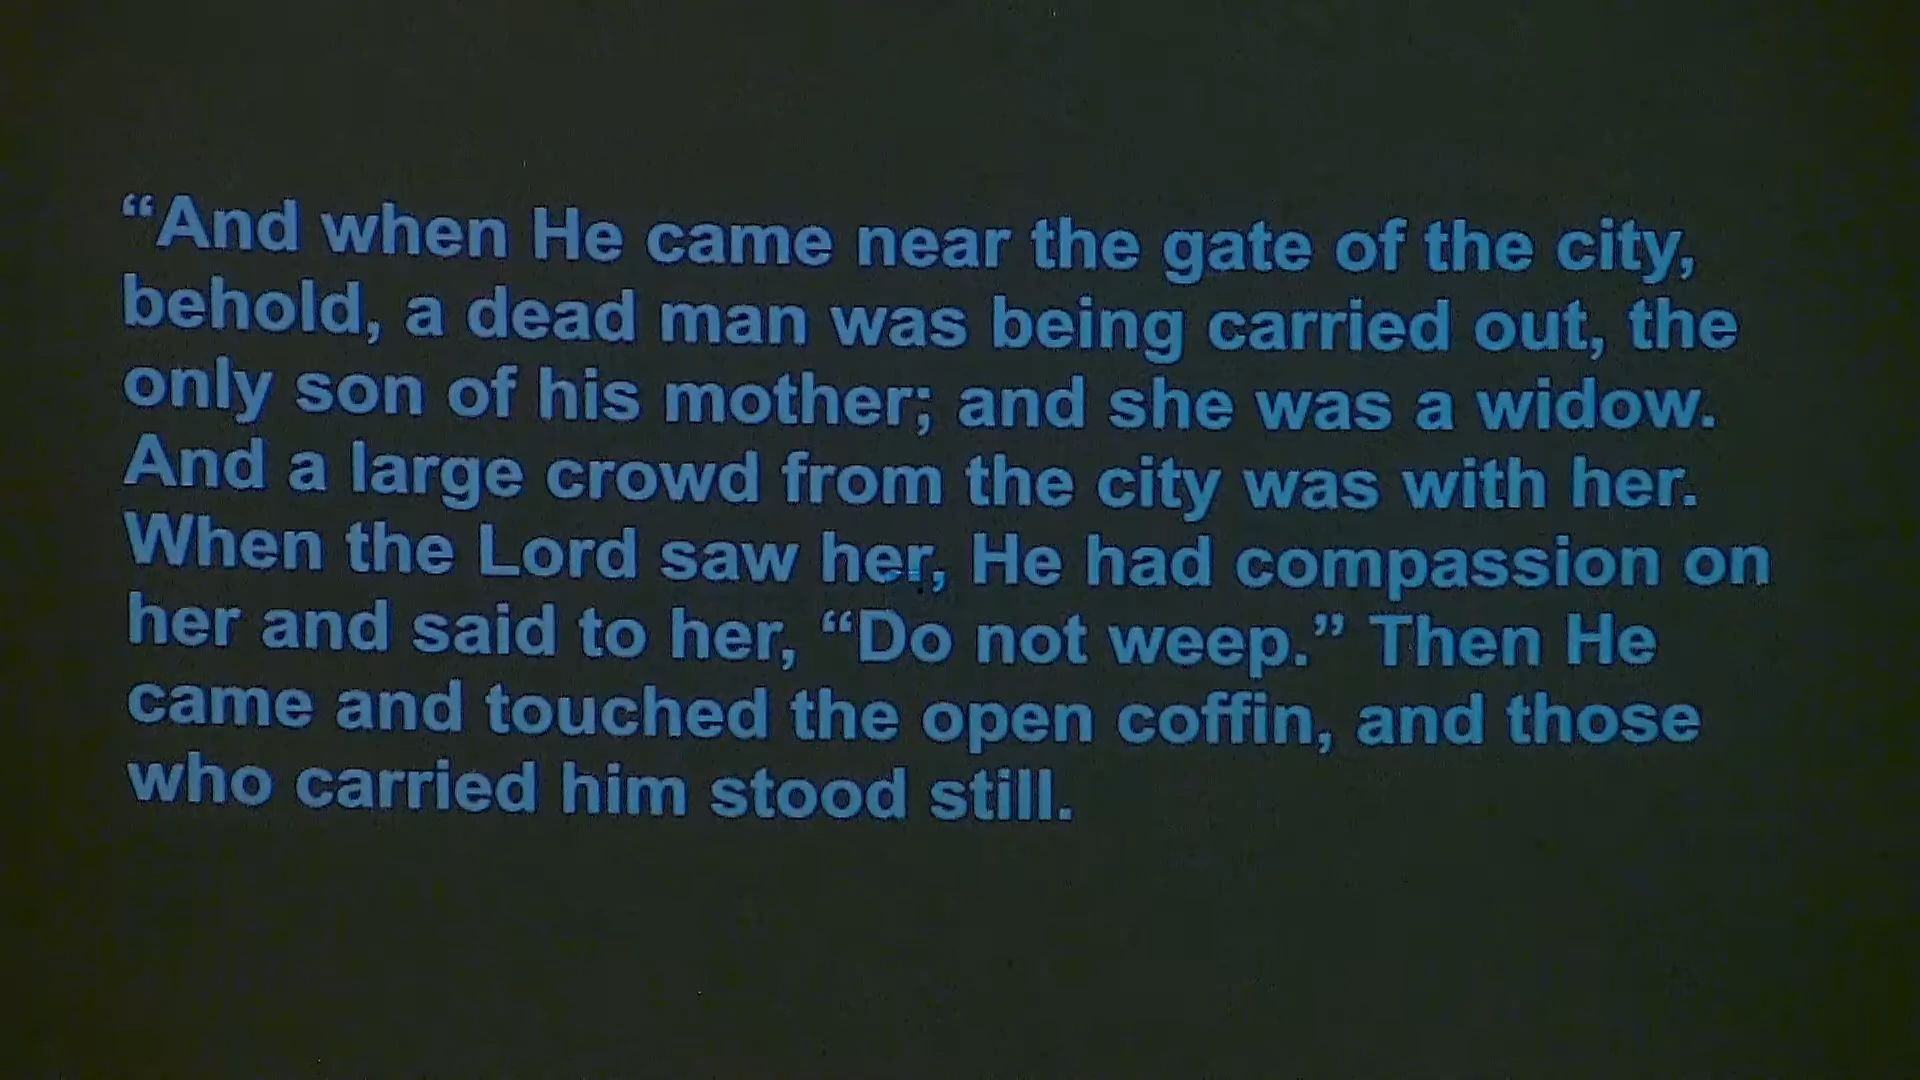 “And when He came near the gate of the city,
behold, a dead man was being carried out, the
only son of his mother; and she was a widow.
And a large crowd from the city was with her.
When the Lord saw her, He had compassion on
her and said to her, “Do not weep.” Then He
came and touched the open coffin, and those
who carried him stood still.